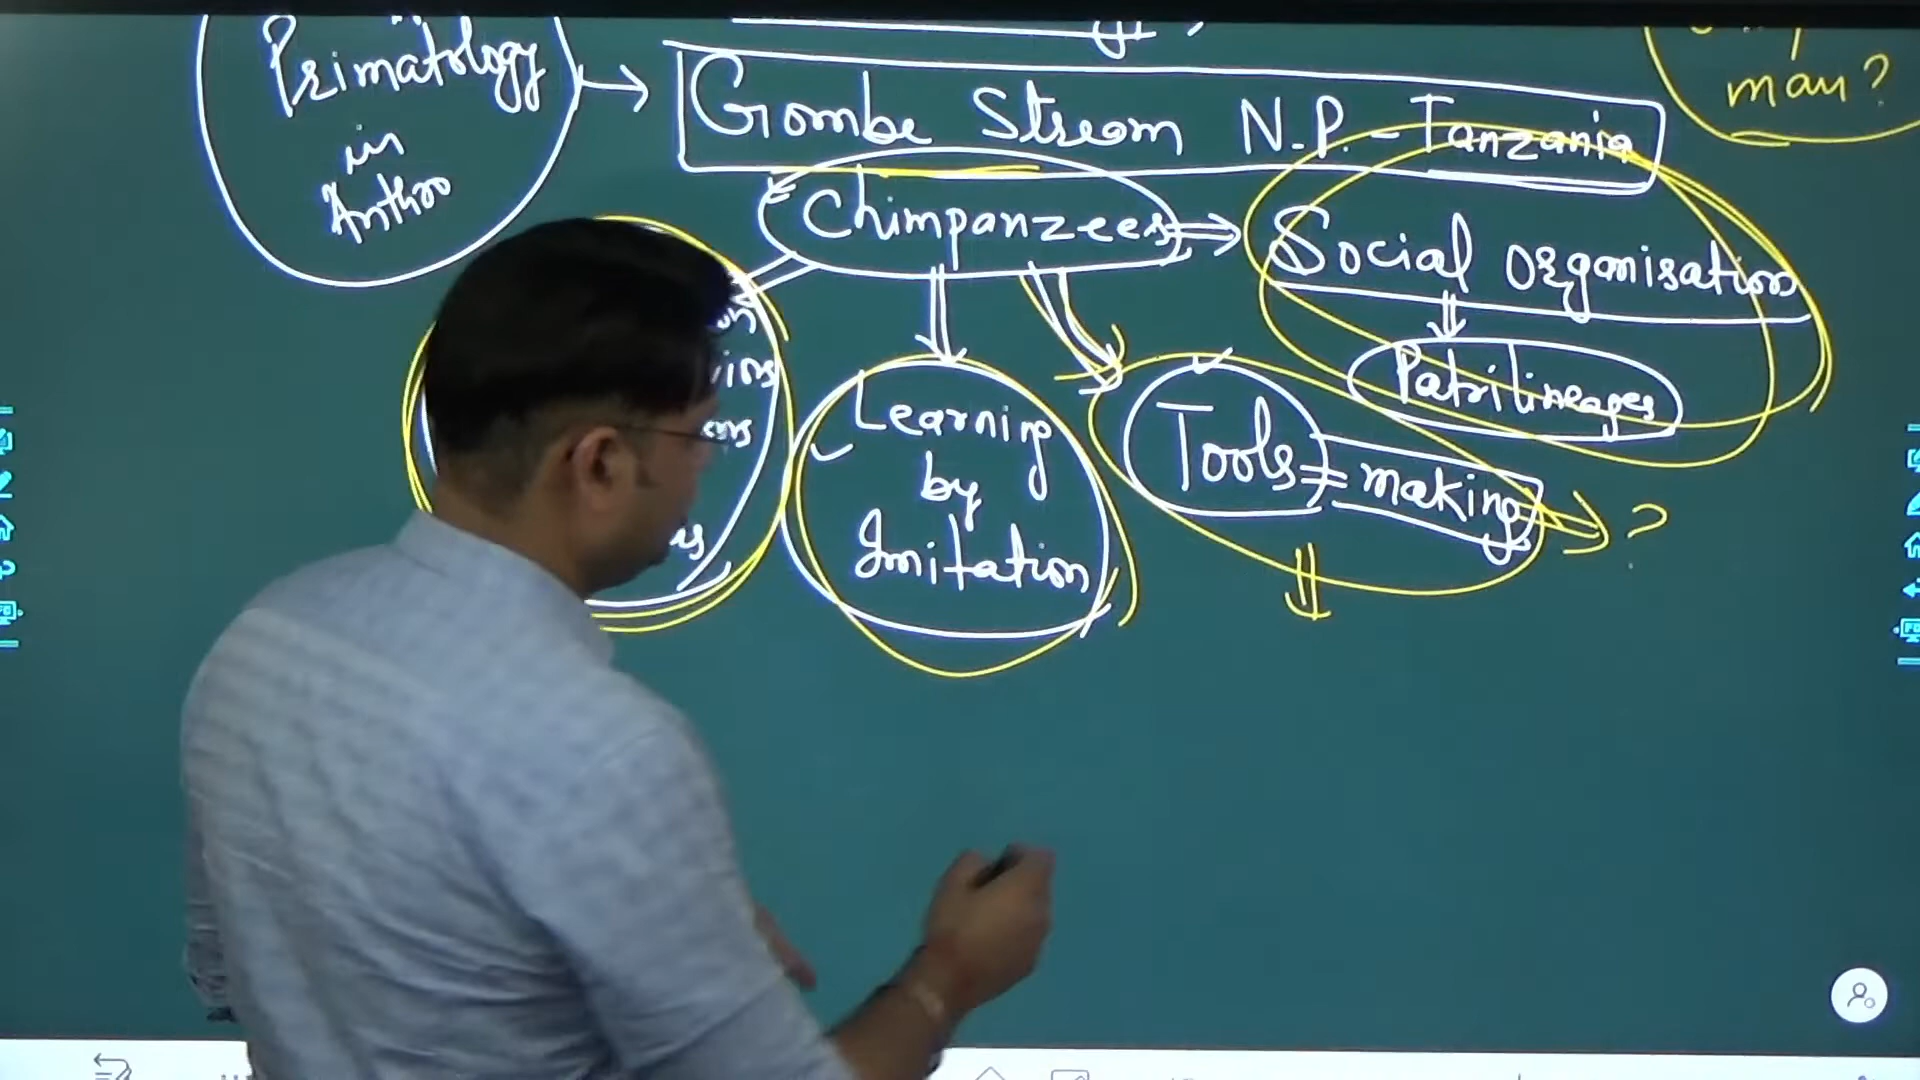 Primatology
in
Anthro
man?
Gombe Stream N.P. - Tanzania
Chimpanzees
Social organisation
Patrilineages
Learning
by
Imitation
Tools = making
?